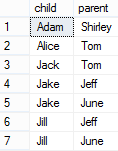 child parent
1 Adam Shirley
2 Alice Tom
3 Jack Tom
4 Jake Jeff
5 Jake June
6 Jill Jeff
7 Jill June